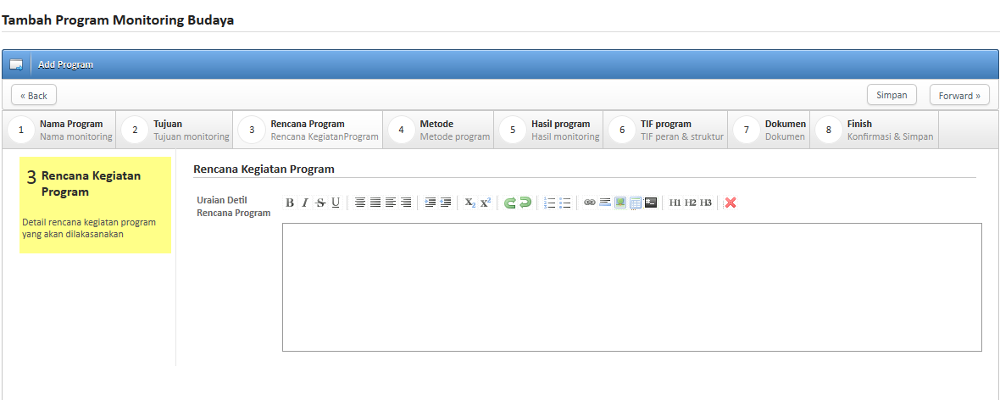 Tambah Program Monitoring Budaya
Add Program
« Back
Simpan
Forward »
1 Nama Program
Nama monitoring
2 Tujuan
Tujuan monitoring
3 Rencana Program
Rencana KegiatanProgram
4 Metode
Metode program
5 Hasil program
Hasil monitoring
6 TIF program
TIF peran & struktur
7 Dokumen
Dokumen
8 Finish
Konfirmasi & Simpan
3 Rencana Kegiatan
Program
Detail rencana kegiatan program
yang akan dilakasanakan
Rencana Kegiatan Program
Uraian Detil
Rencana Program
B I S U X2 X2 H1 H2 H3